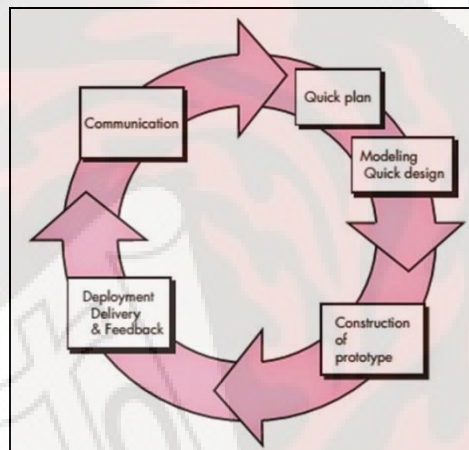 Communication
Quick plan
Modeling
Quick design
Construction
of
prototype
Deployment
Delivery
& Feedback